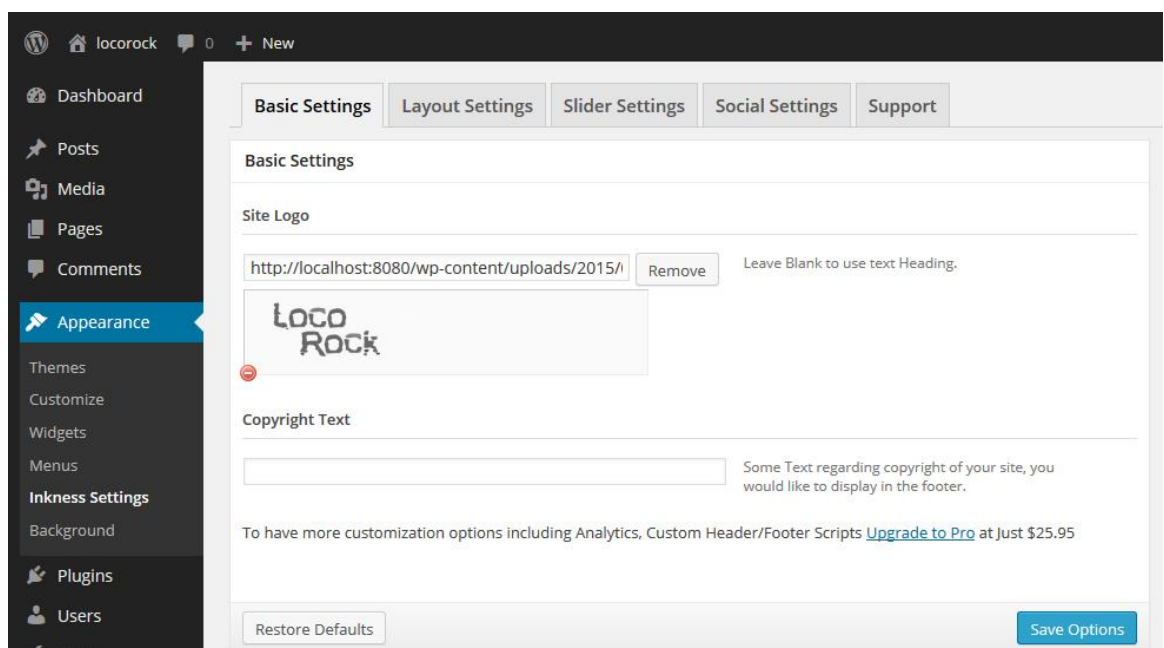 locorock 0 New
Dashboard
Posts
Media
Pages
Comments
Appearance
Themes
Customize
Widgets
Menus
Inkness Settings
Background
Plugins
Users
Basic Settings Layout Settings Slider Settings Social Settings Support
Basic Settings
Site Logo
http://localhost:8080/wp-content/uploads/2015/ Remove Leave Blank to use text Heading.
LOCO
ROCK
Copyright Text
Some Text regarding copyright of your site, you
would like to display in the footer.
To have more customization options including Analytics, Custom Header/Footer Scripts Upgrade to Pro at Just $25.95
Restore Defaults Save Options